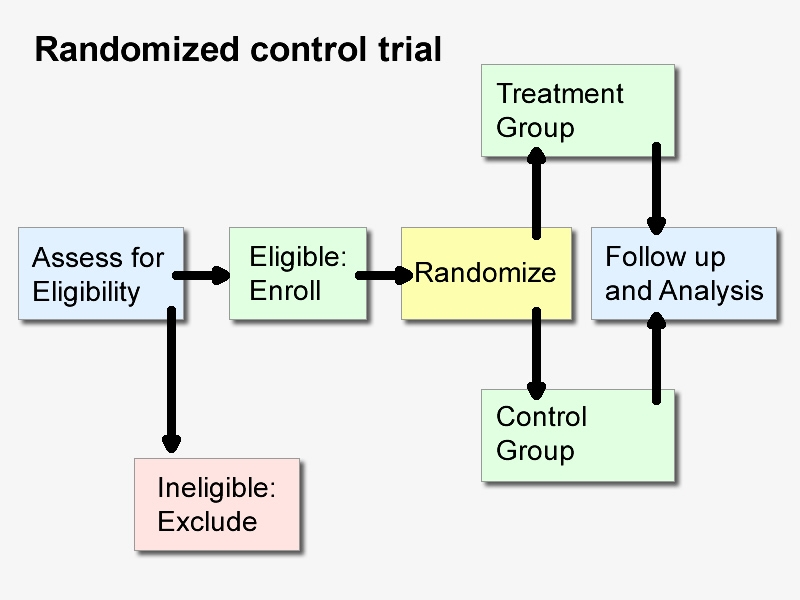 Randomized control trial
Treatment
Group
Assess for
Eligibility
Eligible:
Enroll
Randomize
Follow up
and Analysis
Control
Group
Ineligible:
Exclude